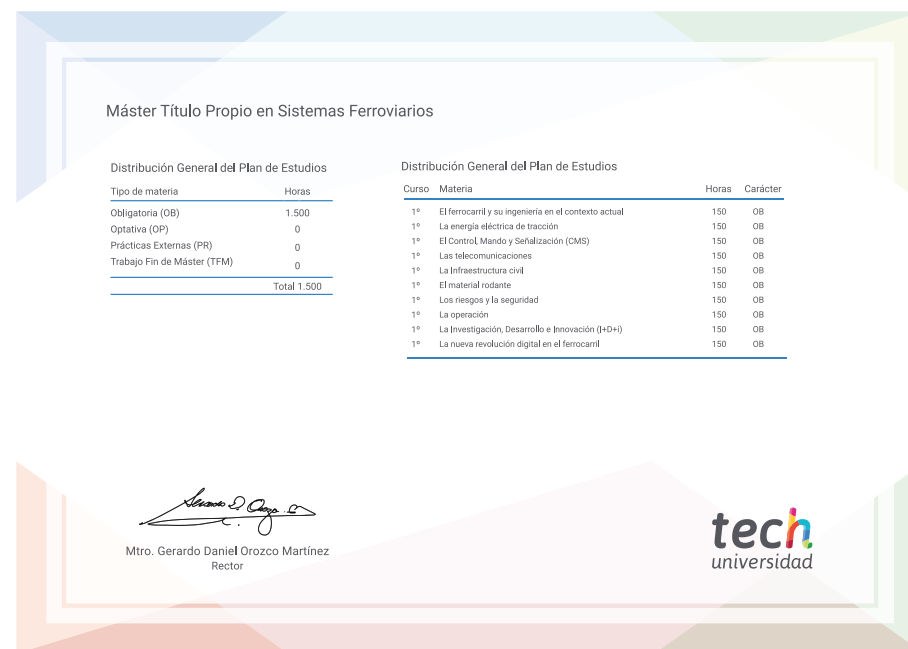 Máster Título Propio en Sistemas Ferroviarios
Distribución General del Plan de Estudios
Tipo de materia Horas
Obligatoria (OB) 1.500
Optativa (OP) 0
Prácticas Externas (PR) 0
Trabajo Fin de Máster (TFM) 0
Total 1.500
Distribución General del Plan de Estudios
Curso Materia Horas Carácter
1º El ferrocarril y su ingeniería en el contexto actual 150 OB
1º La energía eléctrica de tracción 150 OB
1º El Control, Mando y Señalización (CMS) 150 OB
1º Las telecomunicaciones 150 OB
1º La Infraestructura civil 150 OB
1º El material rodante 150 OB
1º Los riesgos y la seguridad 150 OB
1º La operación 150 OB
1º La Investigación, Desarrollo e Innovación (I+D+i) 150 OB
1º La nueva revolución digital en el ferrocarril 150 OB
Mtro. Gerardo Daniel Orozco Martínez
Rector
tech
universidad